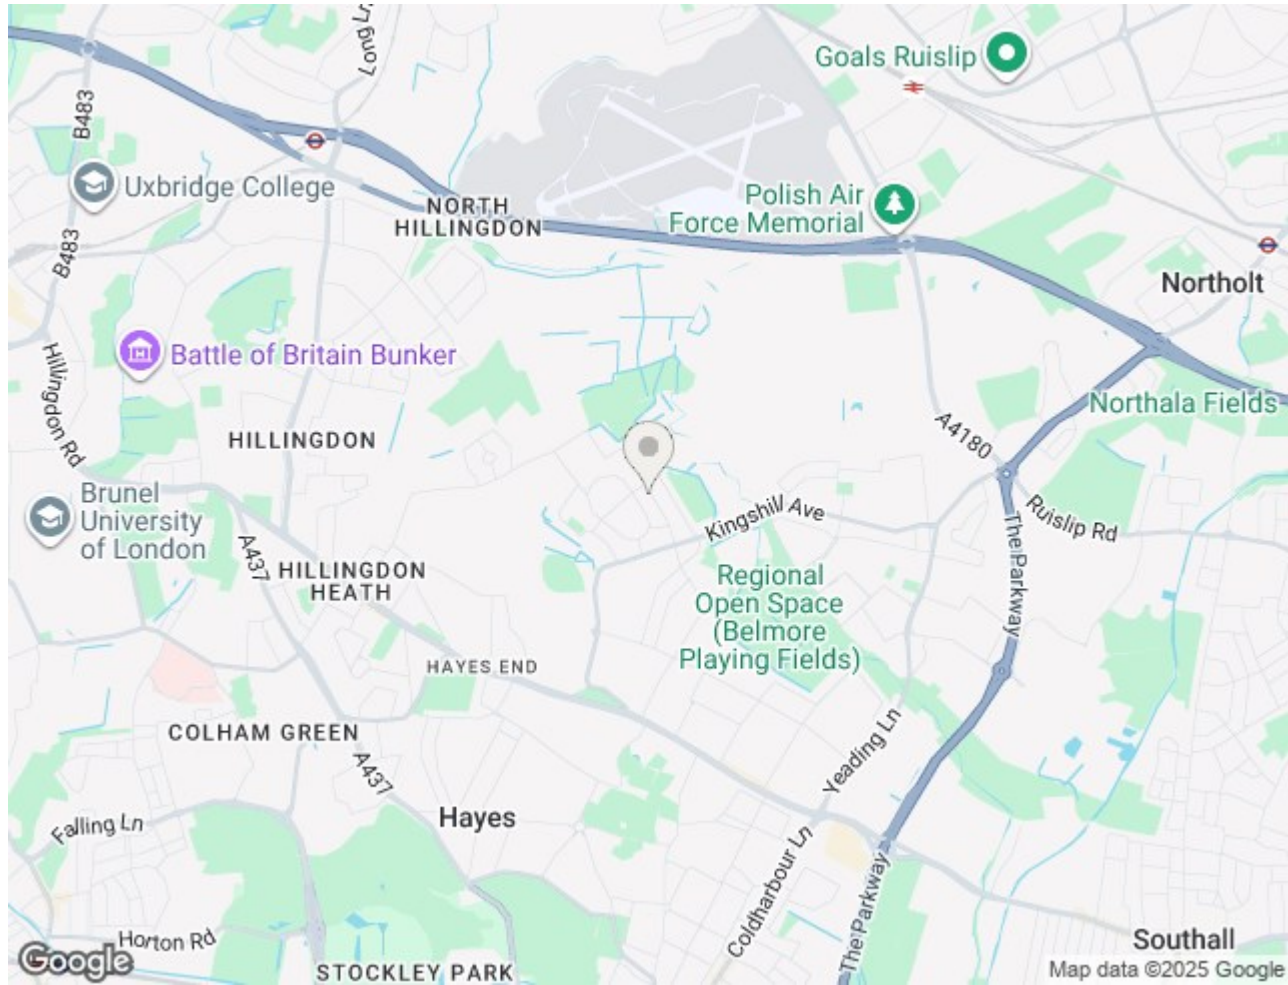 Long Ln
Goals Ruislip
B483
Uxbridge College
Polish Air
Force Memorial
NORTH
HILLINGDON
B483
Northolt
Battle of Britain Bunker
Hillingdon Rd
Northala Fields
A4180
HILLINGDON
Brunel
University
of London
Kingshill Ave
Ruislip Rd
The Parkway
A437
HILLINGDON
HEATH
Regional
Open Space
(Belmore
Playing Fields)
HAYES END
COLHAM GREEN
A437
Yeading Ln
Hayes
Falling Ln
Coldharbour Ln
The Parkway
Horton Rd
Southall
Google
STOCKLEY PARK
Map data ©2025 Google